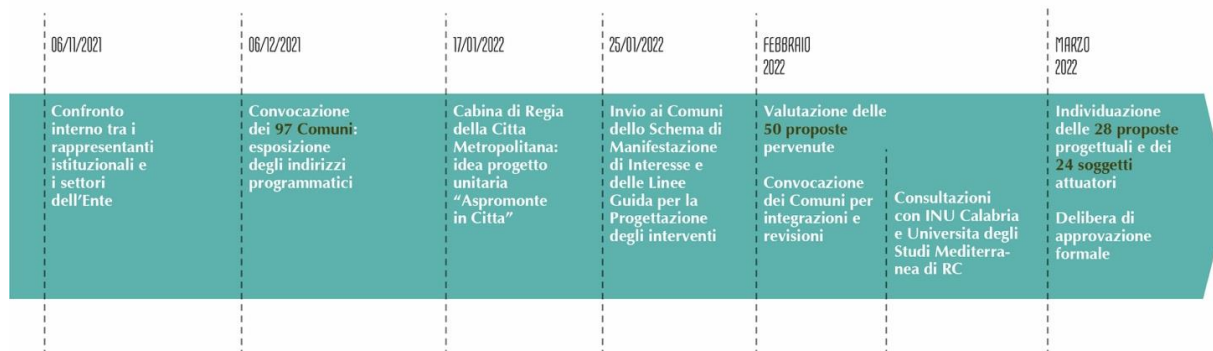 06/11/2021
Confronto
interno tra i
rappresentanti
istituzionali e
i settori
dell'Ente
06/12/2021
Convocazione
dei 97 Comuni:
esposizione
degli indirizzi
programmatici
17/01/2022
Cabina di Regia
della Citta
Metropolitana:
idea progetto
unitaria
"Aspromonte
in Citta"
25/01/2022
Invio ai Comuni
dello Schema di
Manifestazione
di Interesse e
delle Linee
Guida per la
Progettazione
degli interventi
FEBBRAIO
2022
Valutazione delle
50 proposte
pervenute
Convocazione
dei Comuni per
integrazioni e
revisioni
Consultazioni
con INU Calabria
e Universita degli
Studi Mediterra-
nea di RC
MARZO
2022
Individuazione
delle 28 proposte
progettuali e dei
24 soggetti
attuatori
Delibera di
approvazione
formale